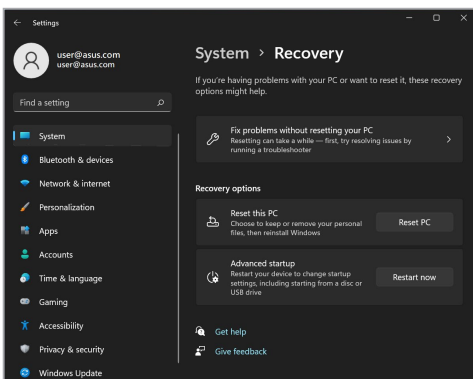 Settings
user@asus.com
user@asus.com
Find a setting
System
Bluetooth & devices
Network & internet
Personalization
Apps
Accounts
Time & language
Gaming
Accessibility
Privacy & security
Windows Update
System > Recovery
If you're having problems with your PC or want to reset it, these recovery
options might help.
Fix problems without resetting your PC
Resetting can take a while — first, try resolving issues by
running a troubleshooter
Recovery options
Reset this PC
Choose to keep or remove your personal
files, then reinstall Windows
Reset PC
Advanced startup
Restart your device to change startup
settings, including starting from a disc or
USB drive
Restart now
Get help
Give feedback